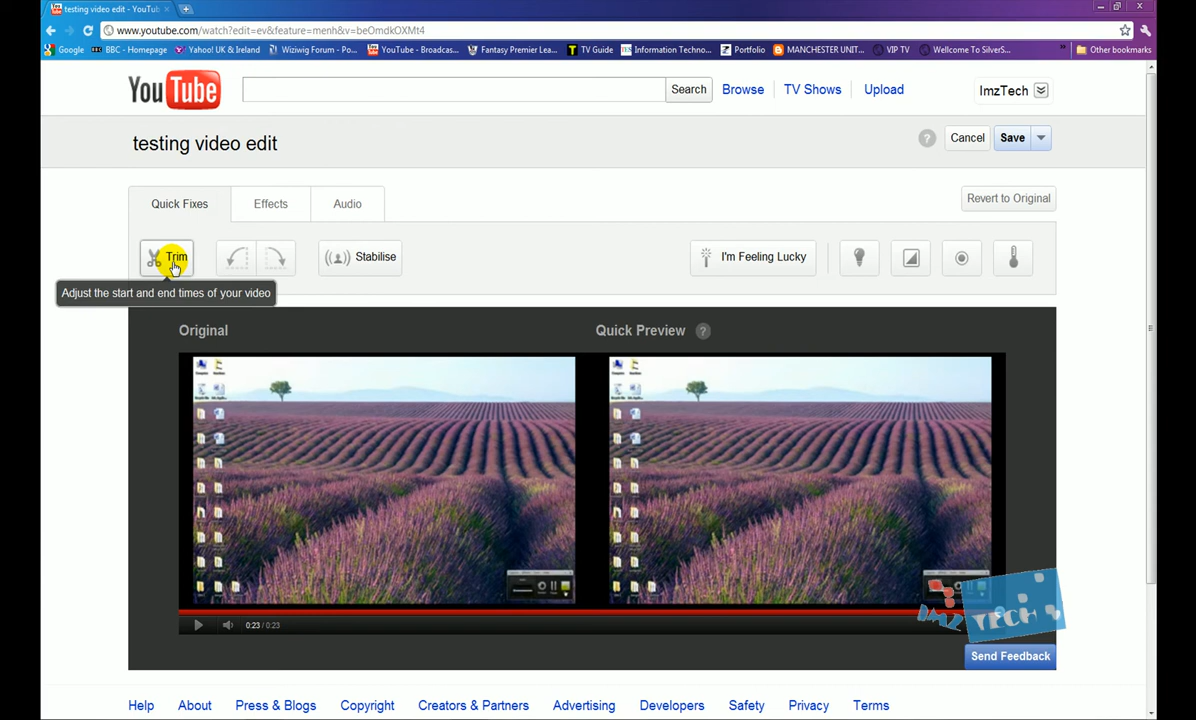 testing video edit - YouTub
www.youtube.com/watch?edit=ev&feature=menh&v=beOmdkOXMt4
Google BBC - Homepage Yahoo! UK & Ireland Wiziwig Forum - Po... YouTube - Broadcas... Fantasy Premier Lea... TV Guide Information Techno... Portfolio MANCHESTER UNIT... VIP TV Wellcome To SilverS... » Other bookmarks
YouTube Search Browse TV Shows Upload ImzTech
testing video edit ? Cancel Save
Quick Fixes Effects Audio Revert to Original
Trim Stabilise I'm Feeling Lucky
Adjust the start and end times of your video
Original Quick Preview ?
0:23 / 0:23
IMZ TECH
Send Feedback
Help About Press & Blogs Copyright Creators & Partners Advertising Developers Safety Privacy Terms